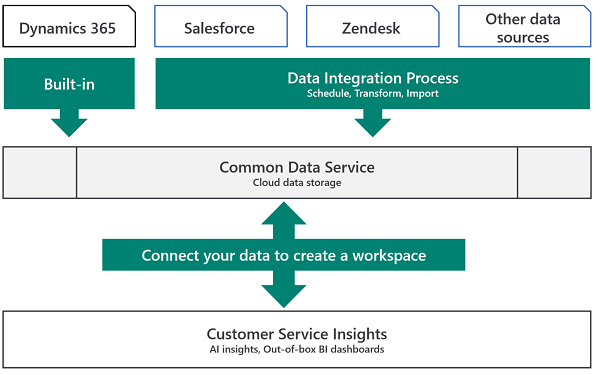 Dynamics 365
Salesforce
Zendesk
Other data
sources
Built-in
Data Integration Process
Schedule, Transform, Import
Common Data Service
Cloud data storage
Connect your data to create a workspace
Customer Service Insights
AI insights, Out-of-box BI dashboards